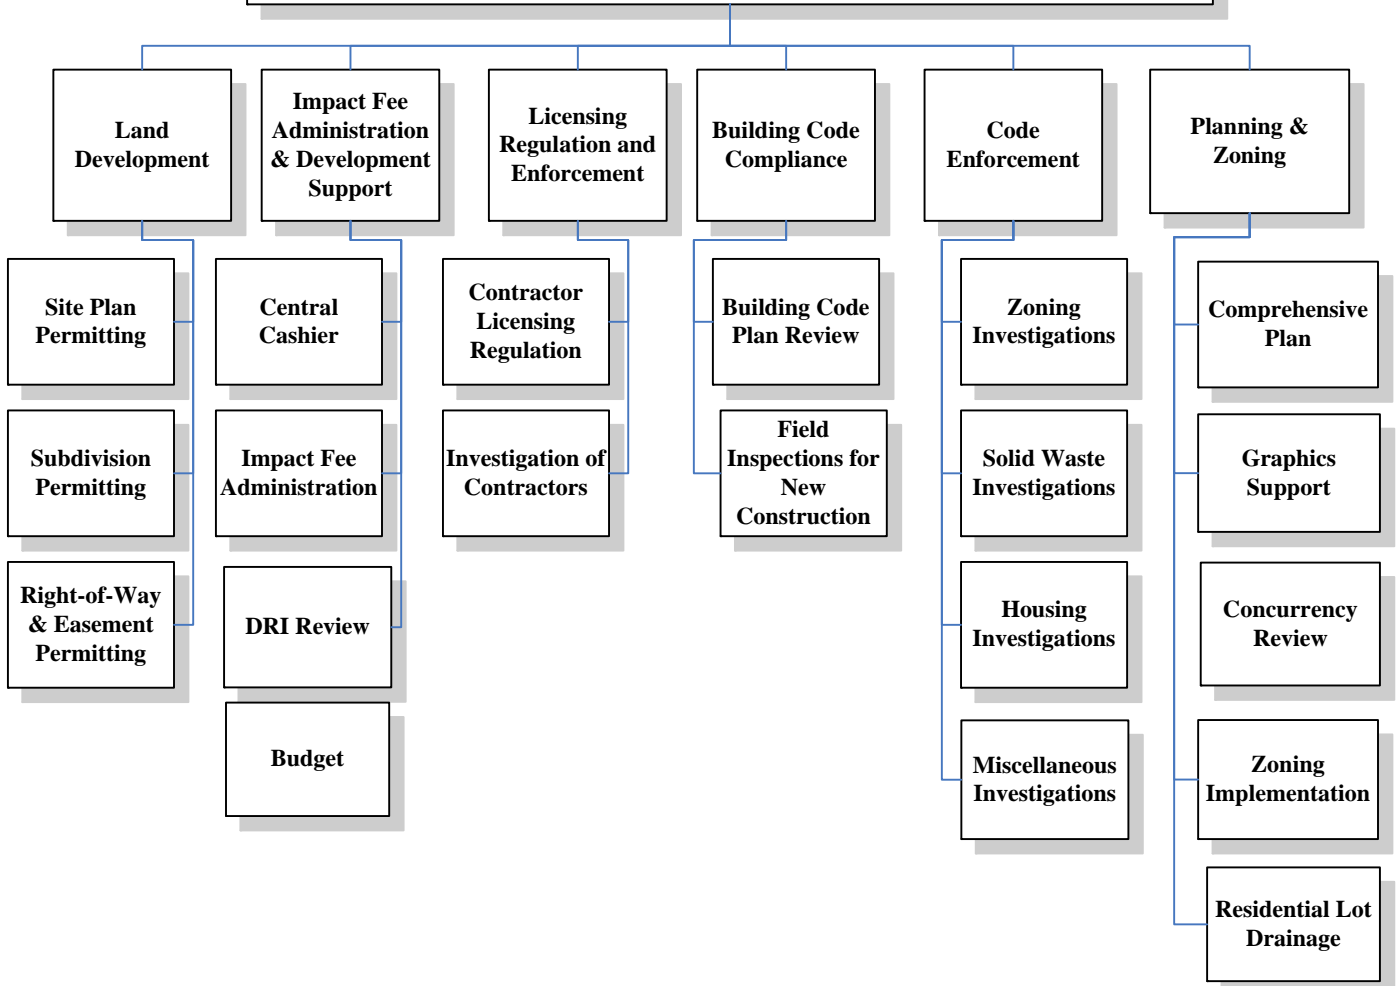 Land
Development
Impact Fee
Administration
& Development
Support
Licensing
Regulation and
Enforcement
Building Code
Compliance
Code
Enforcement
Planning &
Zoning
Site Plan
Permitting
Central
Cashier
Contractor
Licensing
Regulation
Building Code
Plan Review
Zoning
Investigations
Comprehensive
Plan
Subdivision
Permitting
Impact Fee
Administration
Investigation of
Contractors
Field
Inspections for
New
Construction
Solid Waste
Investigations
Graphics
Support
Right-of-Way
& Easement
Permitting
DRI Review
Housing
Investigations
Concurrency
Review
Budget
Miscellaneous
Investigations
Zoning
Implementation
Residential Lot
Drainage